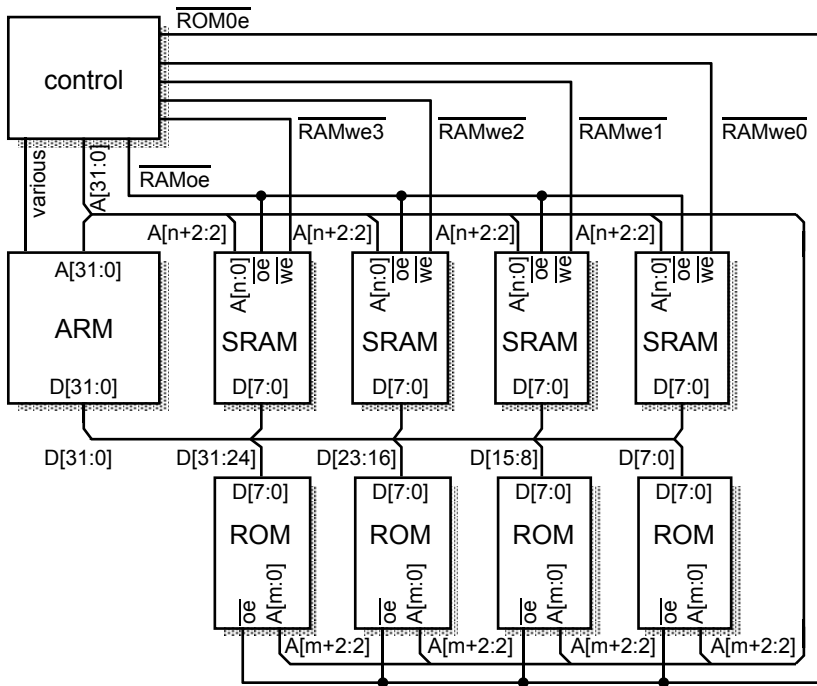 ROM0e
control
RAMwe3
RAMwe2
RAMwe1
RAMwe0
various
A[31:0]
RAMoe
A[n+2:2]
A[n+2:2]
A[n+2:2]
A[n+2:2]
A[31:0]
ARM
D[31:0]
A[n:0]
oe
we
SRAM
D[7:0]
A[n:0]
oe
we
SRAM
D[7:0]
A[n:0]
oe
we
SRAM
D[7:0]
A[n:0]
oe
we
SRAM
D[7:0]
D[31:0]
D[31:24]
D[23:16]
D[15:8]
D[7:0]
D[7:0]
ROM
oe
A[m:0]
D[7:0]
ROM
oe
A[m:0]
D[7:0]
ROM
oe
A[m:0]
D[7:0]
ROM
oe
A[m:0]
A[m+2:2]
A[m+2:2]
A[m+2:2]
A[m+2:2]